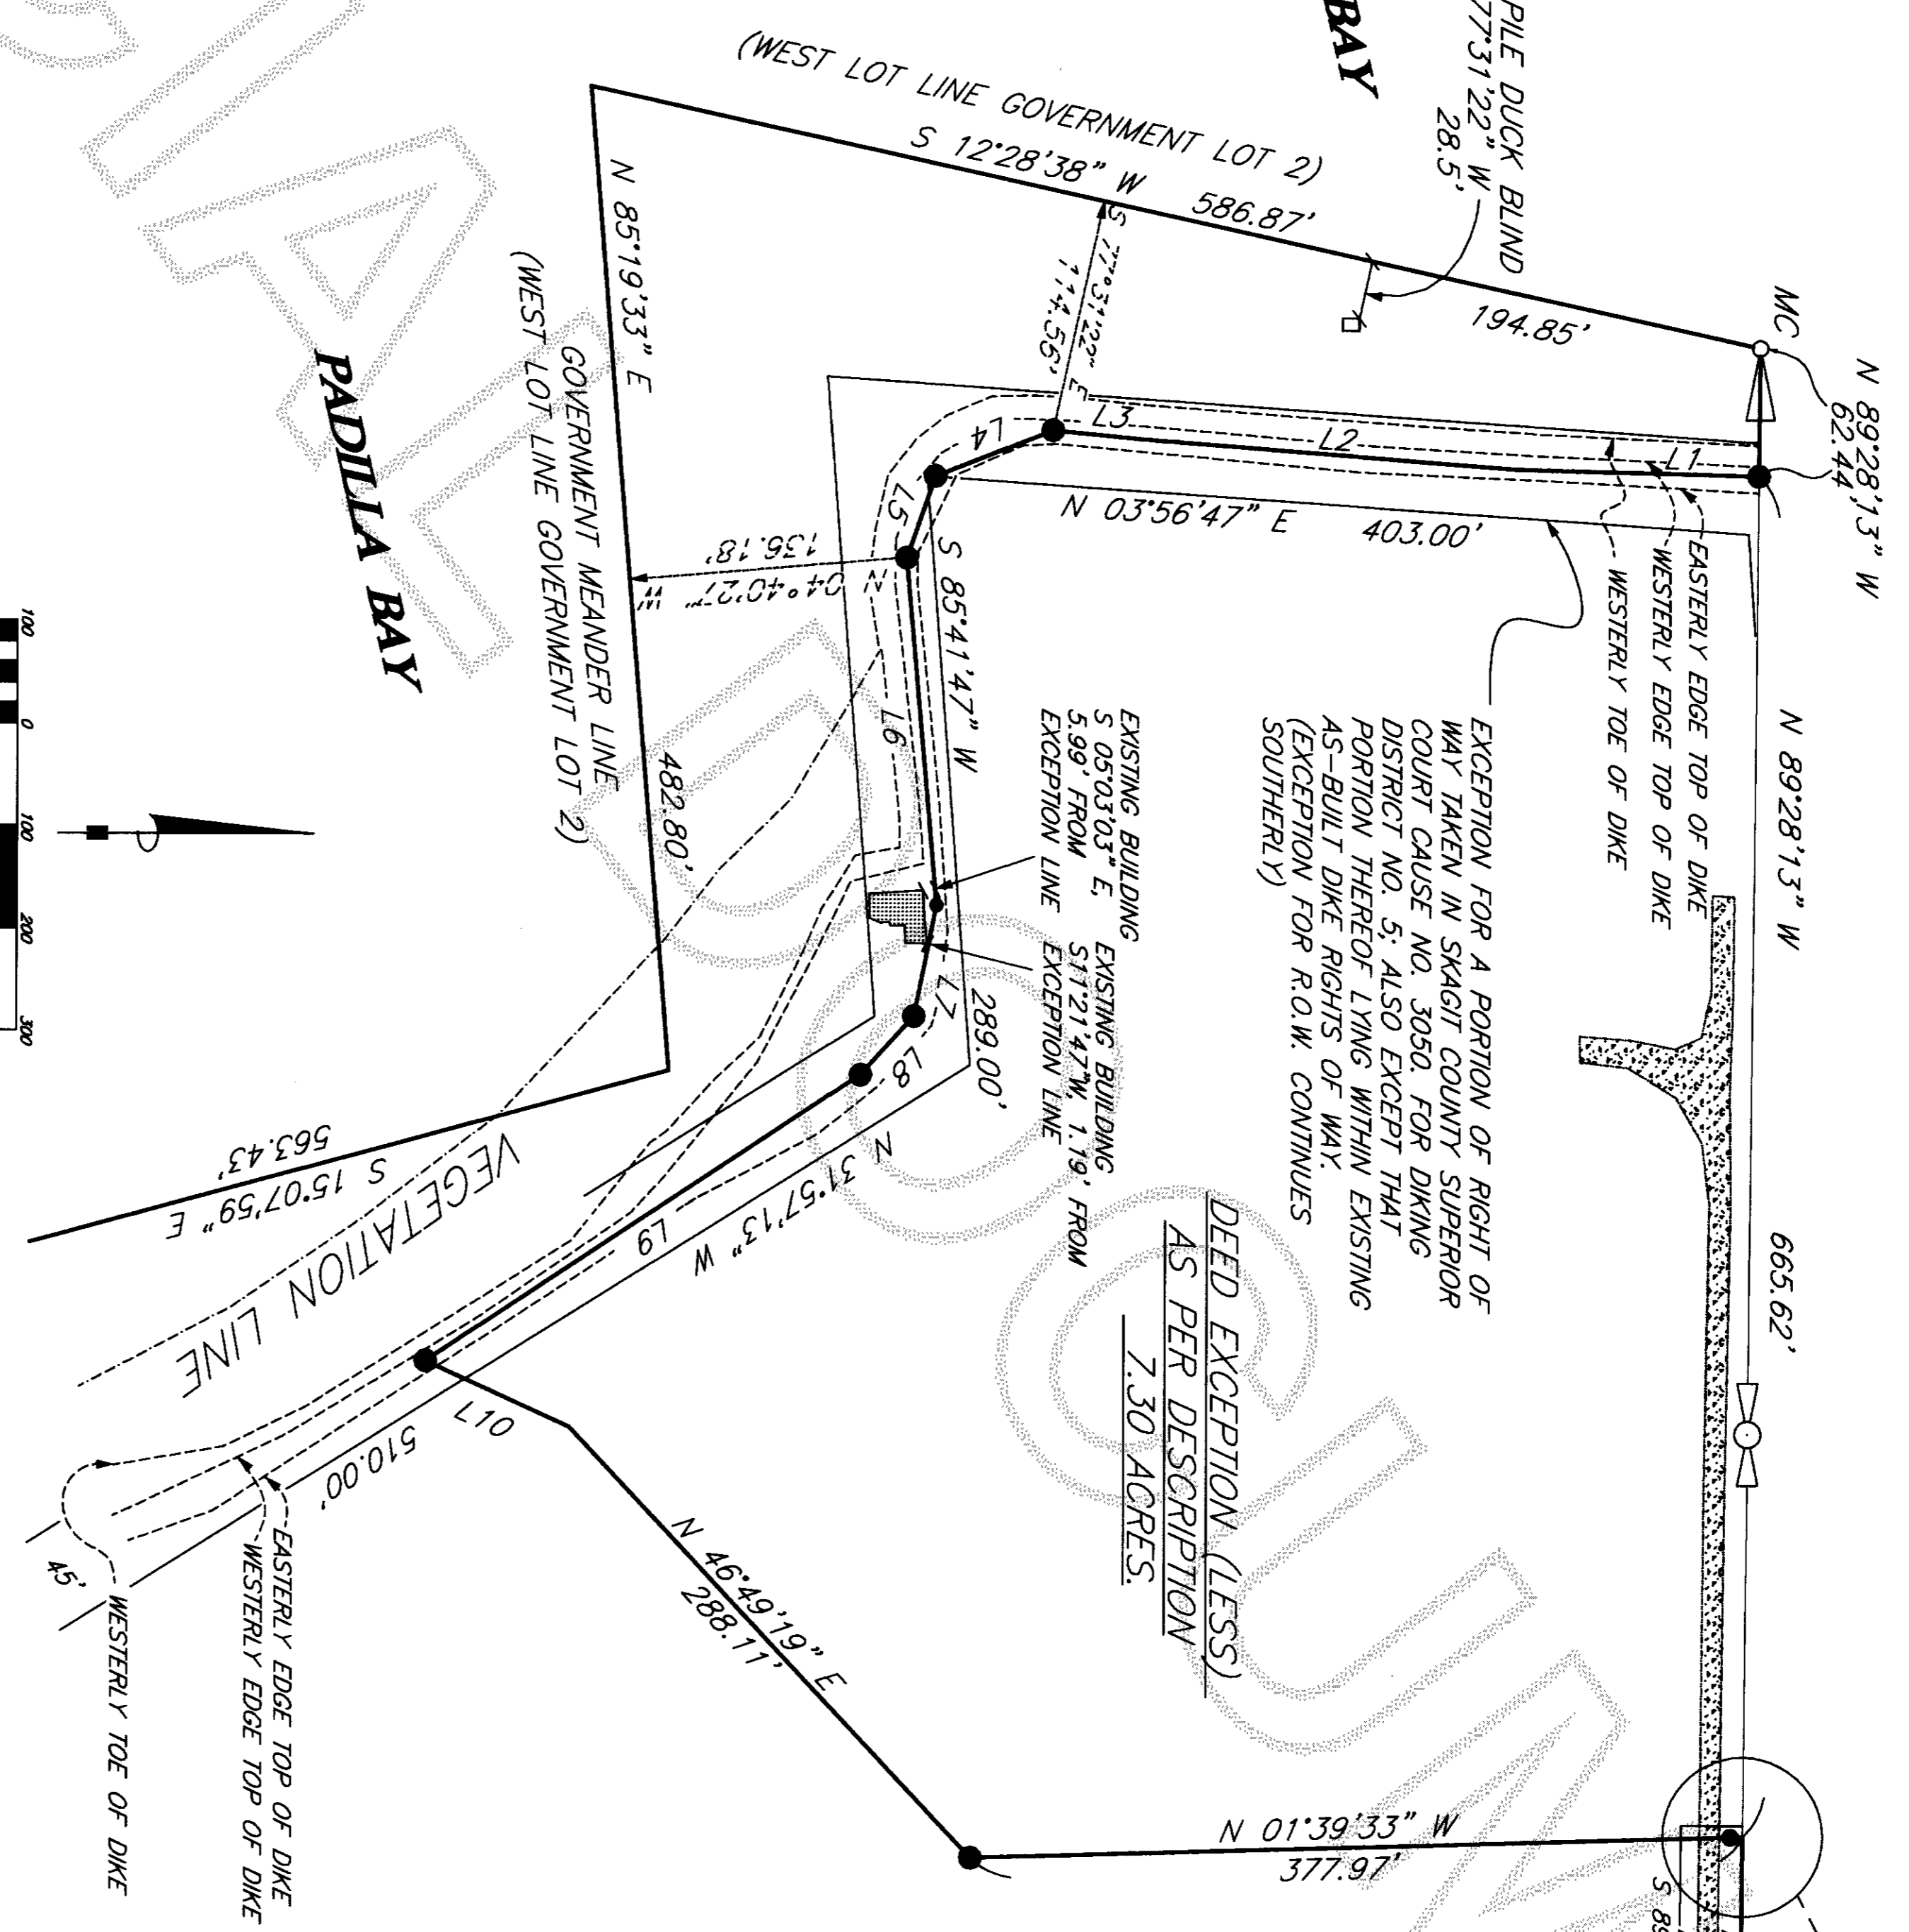 BAY
PILE DUCK BLIND
77°31'22" W
28.5'
(WEST LOT LINE GOVERNMENT LOT 2)
S 12°28'38" W 586.87'
194.85'
MC
N 89°28'13" W
62.44
N 89°28'13" W 665.62'
S 77°31'22" E
114.56'
L1
L2
L3
L4
L5
L6
L7
L8
L9
L10
N 03°56'47" E 403.00'
EASTERLY EDGE TOP OF DIKE
WESTERLY EDGE TOP OF DIKE
WESTERLY TOE OF DIKE
EXCEPTION FOR A PORTION OF RIGHT OF
WAY TAKEN IN SKAGIT COUNTY SUPERIOR
COURT CAUSE NO. 3050. FOR DIKING
DISTRICT NO. 5; ALSO EXCEPT THAT
PORTION THEREOF LYING WITHIN EXISTING
AS-BUILT DIKE RIGHTS OF WAY.
(EXCEPTION FOR R.O.W. CONTINUES
SOUTHERLY)
EXISTING BUILDING
S 05°03'03" E,
5.99' FROM
EXCEPTION LINE
EXISTING BUILDING
S11°21'47"W, 1.19' FROM
EXCEPTION LINE
DEED EXCEPTION (LESS)
AS PER DESCRIPTION
7.30 ACRES.
S 85°41'47" W
289.00'
N 04°40'27" W
136.18'
N 85°19'33" E
482.80'
GOVERNMENT MEANDER LINE
(WEST LOT LINE GOVERNMENT LOT 2)
PADILLA BAY
S 15°07'59" E
563.43'
VEGETATION LINE
N 31°57'13" W
510.00'
N 46°49'19" E
288.11'
N 01°39'33" W
377.97'
S 89
EASTERLY EDGE TOP OF DIKE
WESTERLY EDGE TOP OF DIKE
WESTERLY TOE OF DIKE
45'
100 0 100 200 300